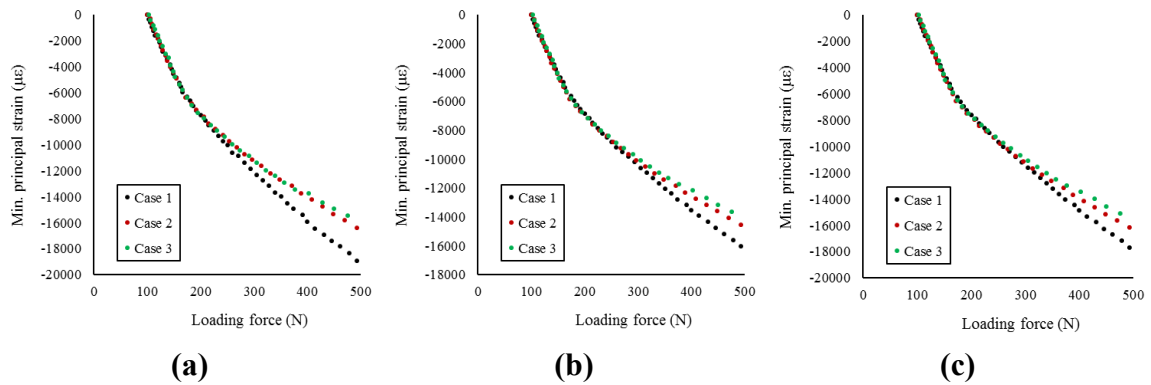 Min. principal strain (με)
0
-2000
-4000
-6000
-8000
-10000
-12000
-14000
-16000
-18000
-20000
Case 1
Case 2
Case 3
0 100 200 300 400 500
Loading force (N)
(a)
Min. principal strain (με)
0
-2000
-4000
-6000
-8000
-10000
-12000
-14000
-16000
-18000
Case 1
Case 2
Case 3
0 100 200 300 400 500
Loading force (N)
(b)
Min. principal strain (με)
0
-2000
-4000
-6000
-8000
-10000
-12000
-14000
-16000
-18000
-20000
Case 1
Case 2
Case 3
0 100 200 300 400 500
Loading force (N)
(c)